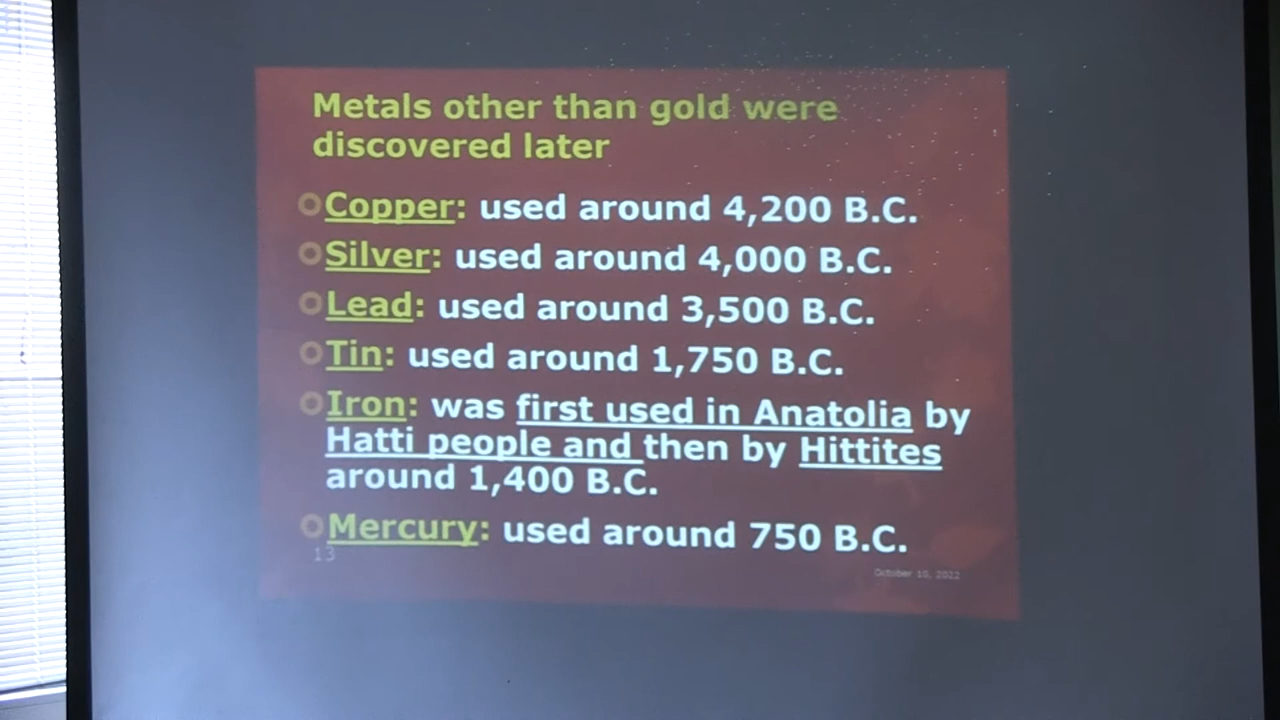 Metals other than gold were
discovered later
Copper: used around 4,200 B.C.
Silver: used around 4,000 B.C.
Lead: used around 3,500 B.C.
Tin: used around 1,750 B.C.
Iron: was first used in Anatolia by
Hatti people and then by Hittites
around 1,400 B.C.
Mercury: used around 750 B.C.
13
October 10, 2022